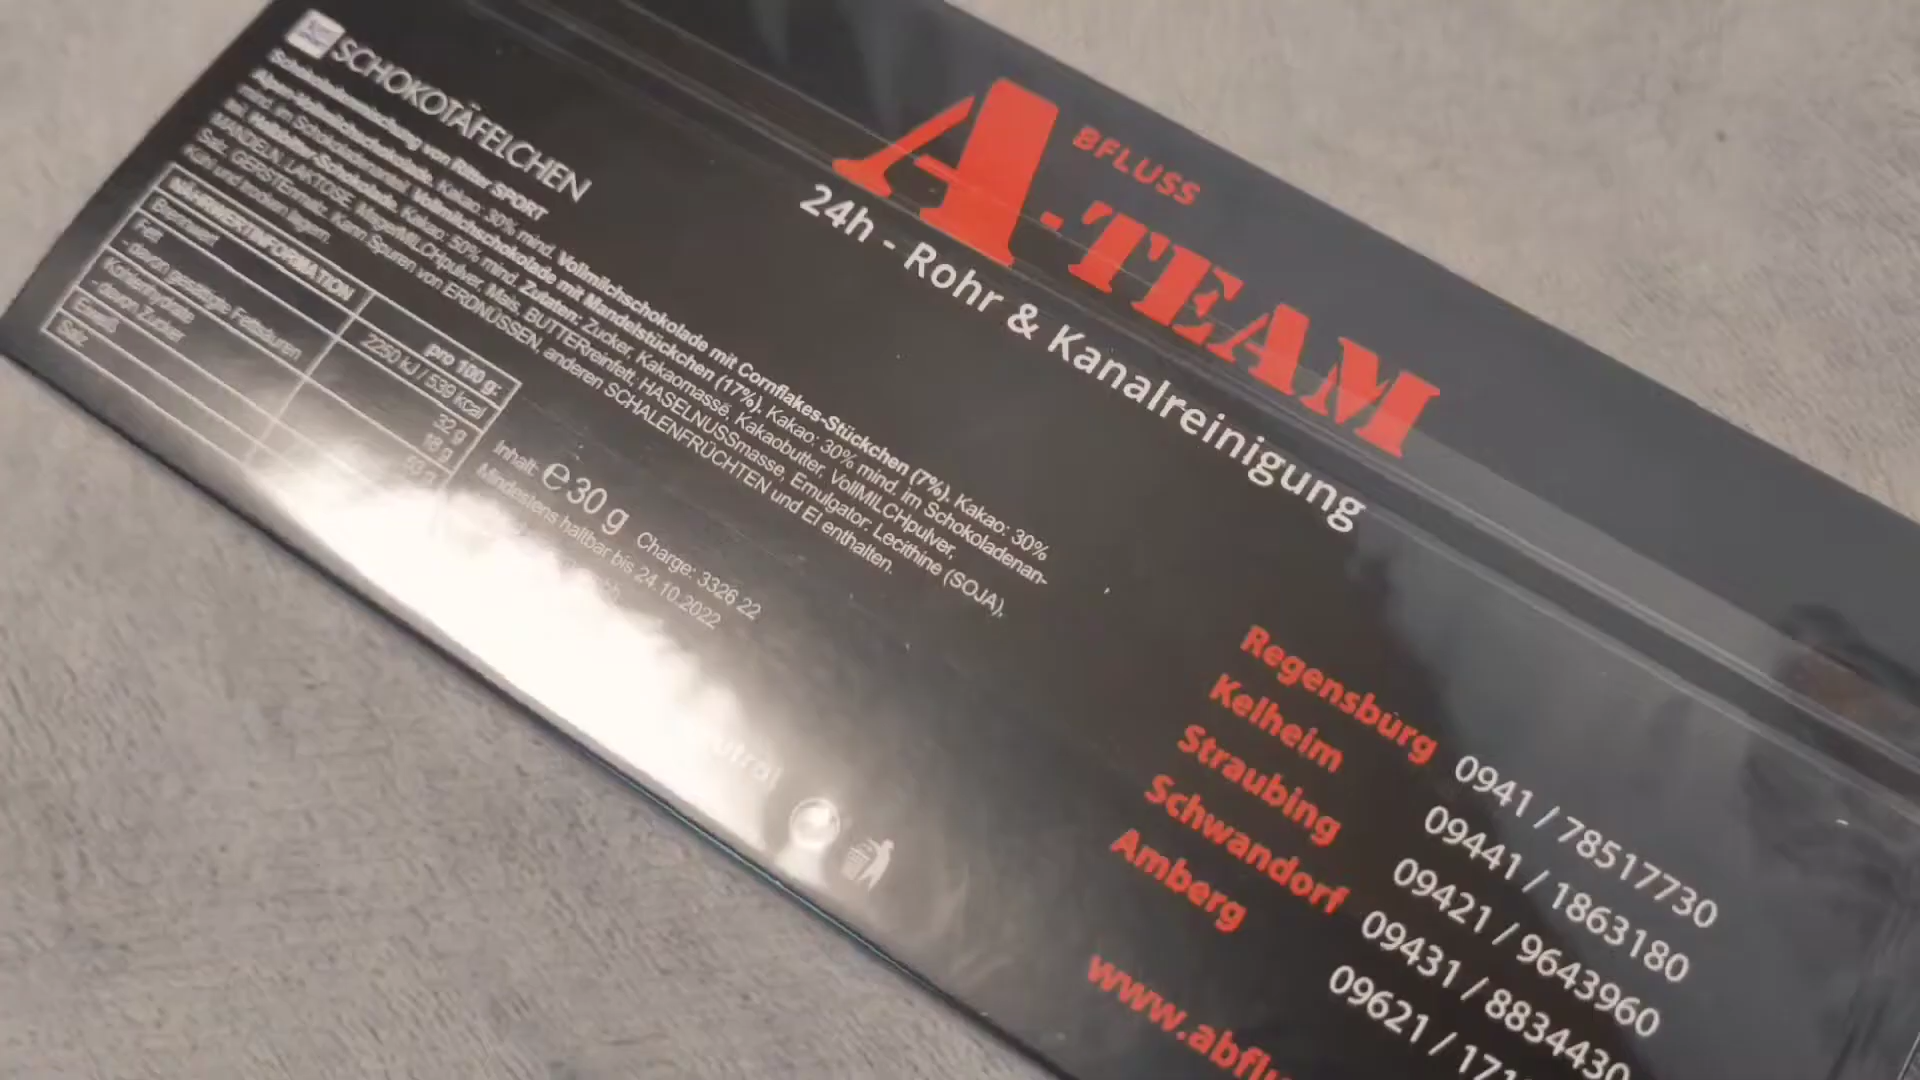 SCHOKOTÄFELCHEN
Schokoladenmischung von Ritter SPORT
Alpen-Vollmilchschokolade. Kakao: 30% mind. Vollmilchschokolade mit Cornflakes-Stückchen (7%). Kakao: 30%
mind. im Schokoladenanteil. Vollmilchschokolade mit Mandelstückchen (17%). Kakao: 30% mind. im Schokoladenan-
teil. Halbbitter-Schokolade. Kakao: 50% mind. Zutaten: Zucker, Kakaomasse, Kakaobutter, VollMILCHpulver,
MANDELN, LAKTOSE, MagerMILCHpulver, Mais, BUTTERreinfett, HASELNUSSmasse, Emulgator: Lecithine (SOJA),
Salz, GERSTEnmalz. Kann Spuren von ERDNÜSSEN, anderen SCHALENFRÜCHTEN und EI enthalten.
Kühl und trocken lagern.
NÄHRWERTINFORMATION pro 100 g:
Brennwert 2250 kJ / 539 kcal
Fett 32 g
- davon gesättigte Fettsäuren 18 g
Kohlenhydrate
- davon Zucker
Eiweiß
Salz
Inhalt: e 30 g Charge: 3326 22
Mindestens haltbar bis 24.10.2022
A-TEAM
BFLUSS
24h - Rohr & Kanalreinigung
Regensburg 0941 / 78517730
Kelheim 09441 / 1863180
Straubing 09421 / 9643960
Schwandorf 09431 / 8834430
Amberg 09621 / 171
www.abflu